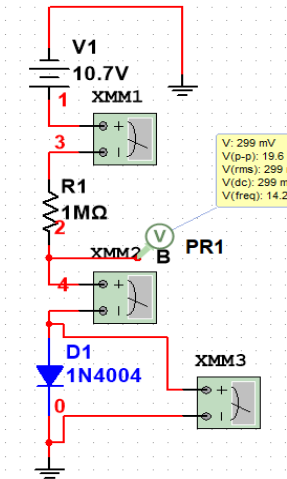 V1
10.7V
1
XMM1
3
R1
1MΩ
2
V
B
PR1
V: 299 mV
V(p-p): 19.6
V(rms): 299
V(dc): 299 m
V(freq): 14.2
XMM2
4
D1
1N4004
XMM3
0